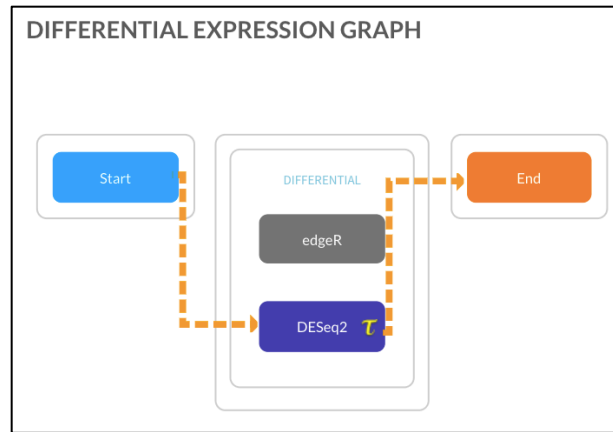 DIFFERENTIAL EXPRESSION GRAPH
Start
DIFFERENTIAL
edgeR
DESeq2 τ
End